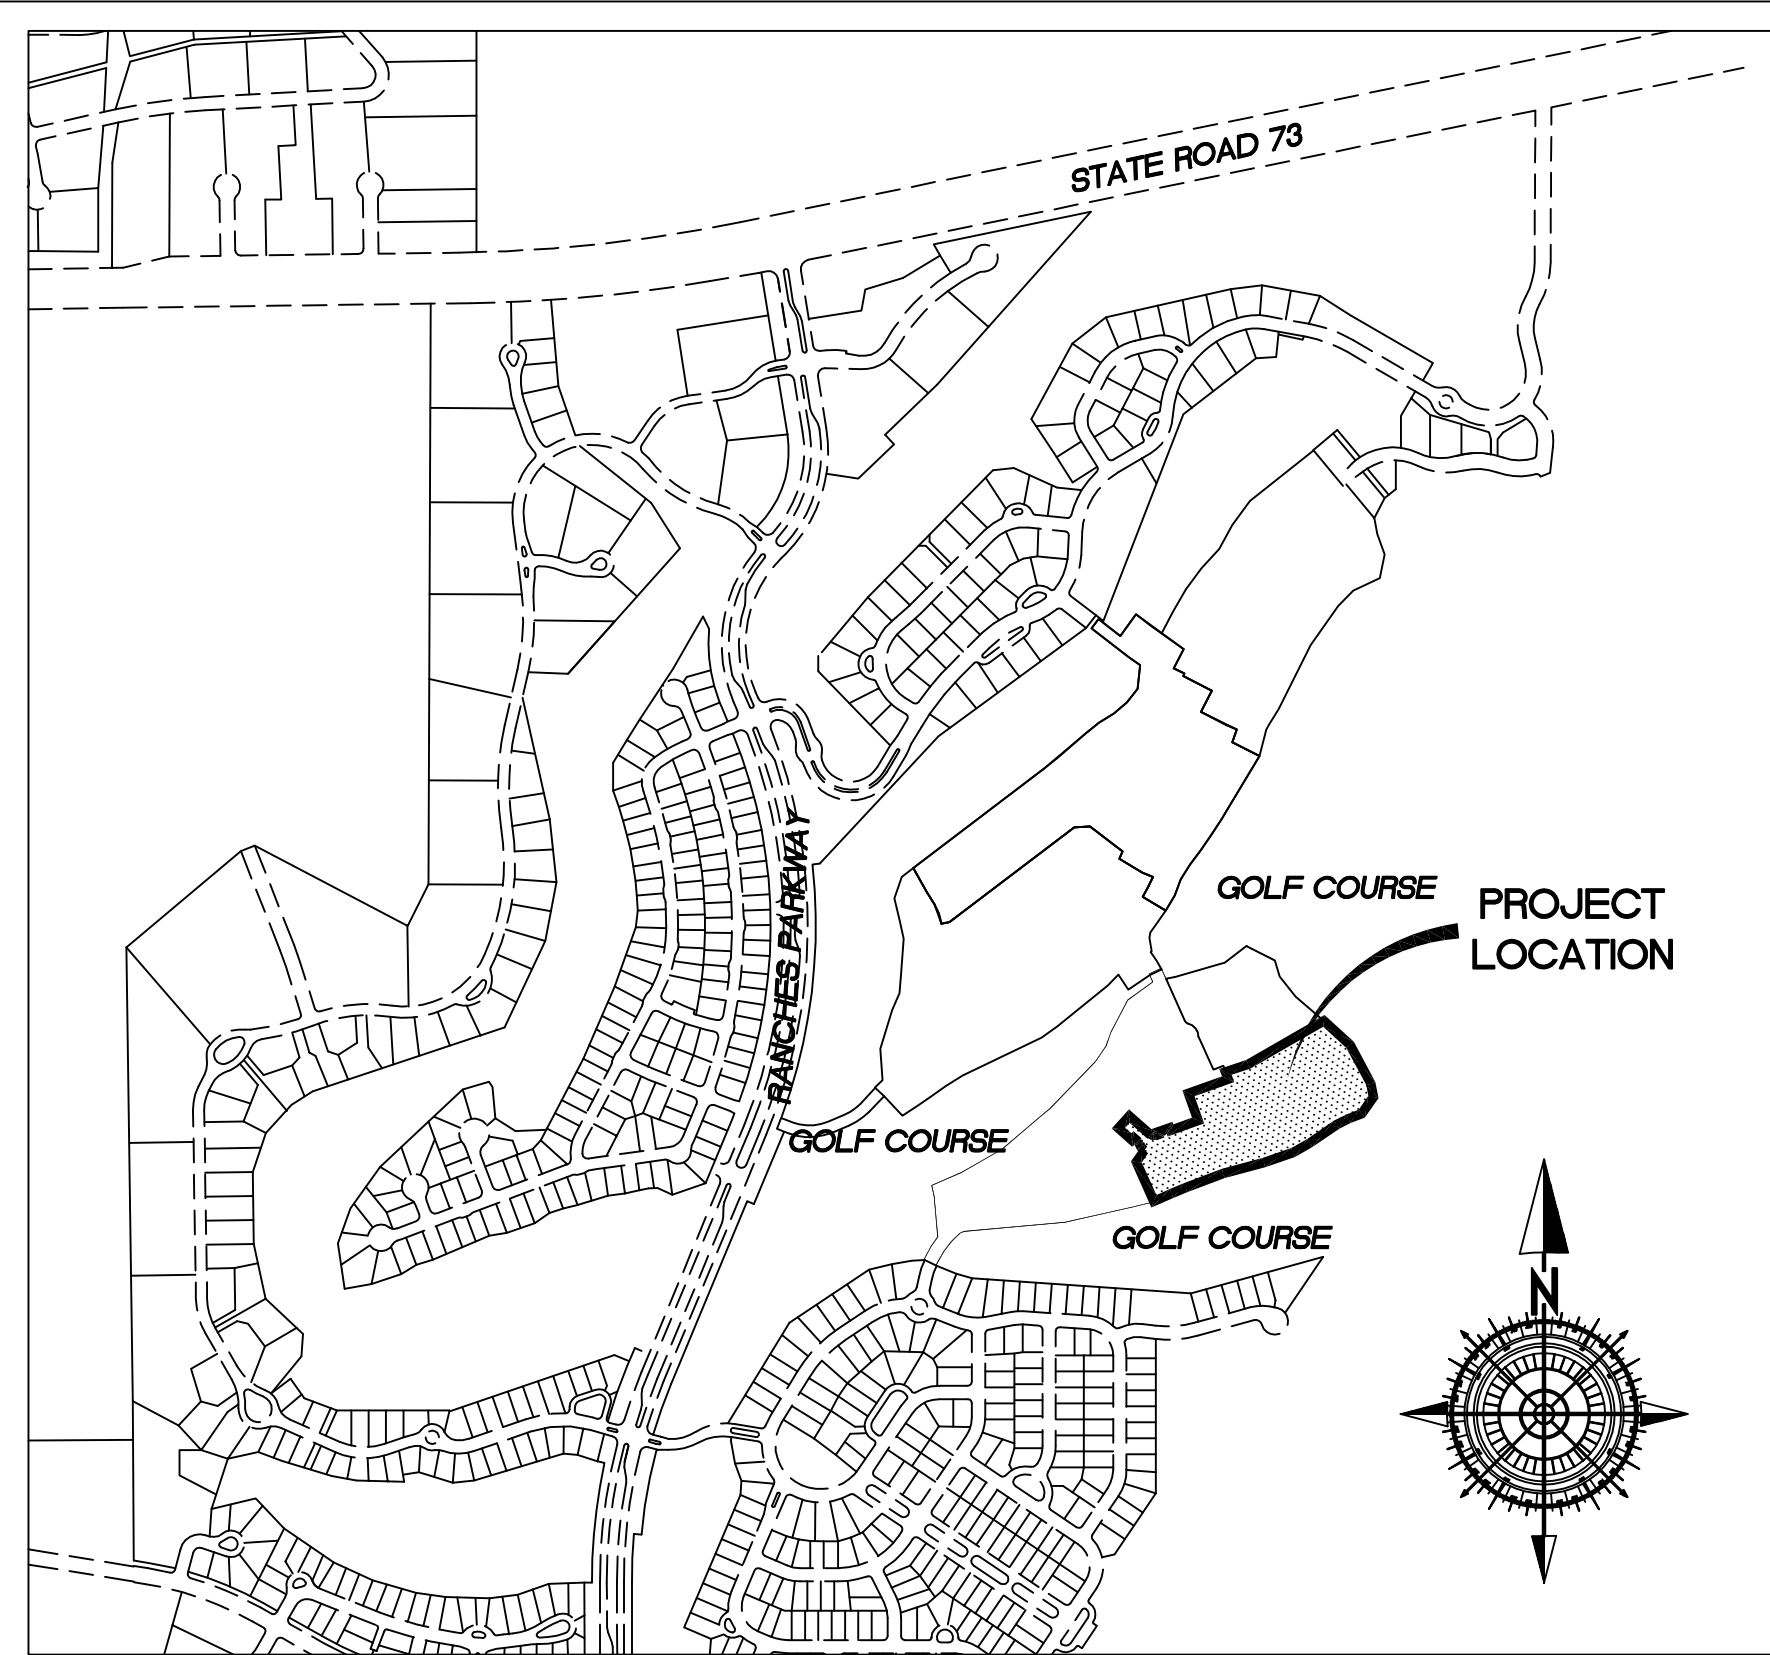 STATE ROAD 73
RANCHES PARKWAY
GOLF COURSE
PROJECT
LOCATION
GOLF COURSE
GOLF COURSE
N